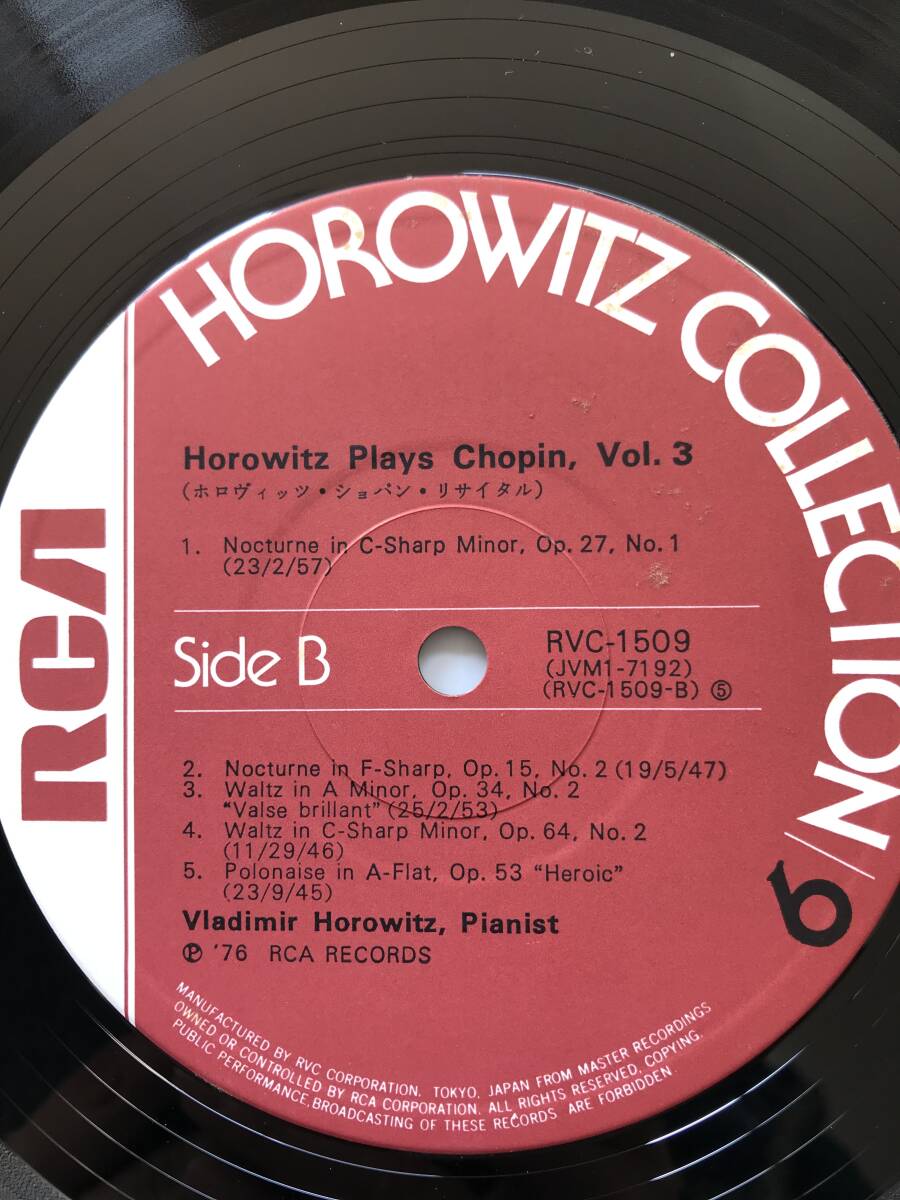 HOROWITZ COLLECTION/6
RCA
Horowitz Plays Chopin, Vol. 3
(ホロヴィッツ・ショパン・リサイタル)
1. Nocturne in C-Sharp Minor, Op. 27, No. 1
(23/2/57)
Side B
RVC-1509
(JVM1-7192)
(RVC-1509-B) ⑤
2. Nocturne in F-Sharp, Op. 15, No. 2 (19/5/47)
3. Waltz in A Minor, Op. 34, No. 2
"Valse brillant" (25/2/53)
4. Waltz in C-Sharp Minor, Op. 64, No. 2
(11/29/46)
5. Polonaise in A-Flat, Op. 53 "Heroic"
(23/9/45)
Vladimir Horowitz, Pianist
℗ '76 RCA RECORDS
MANUFACTURED BY RVC CORPORATION, TOKYO, JAPAN FROM MASTER RECORDINGS
OWNED OR CONTROLLED BY RCA CORPORATION. ALL RIGHTS RESERVED, COPYING,
PUBLIC PERFORMANCE, BROADCASTING OF THESE RECORDS ARE FORBIDDEN